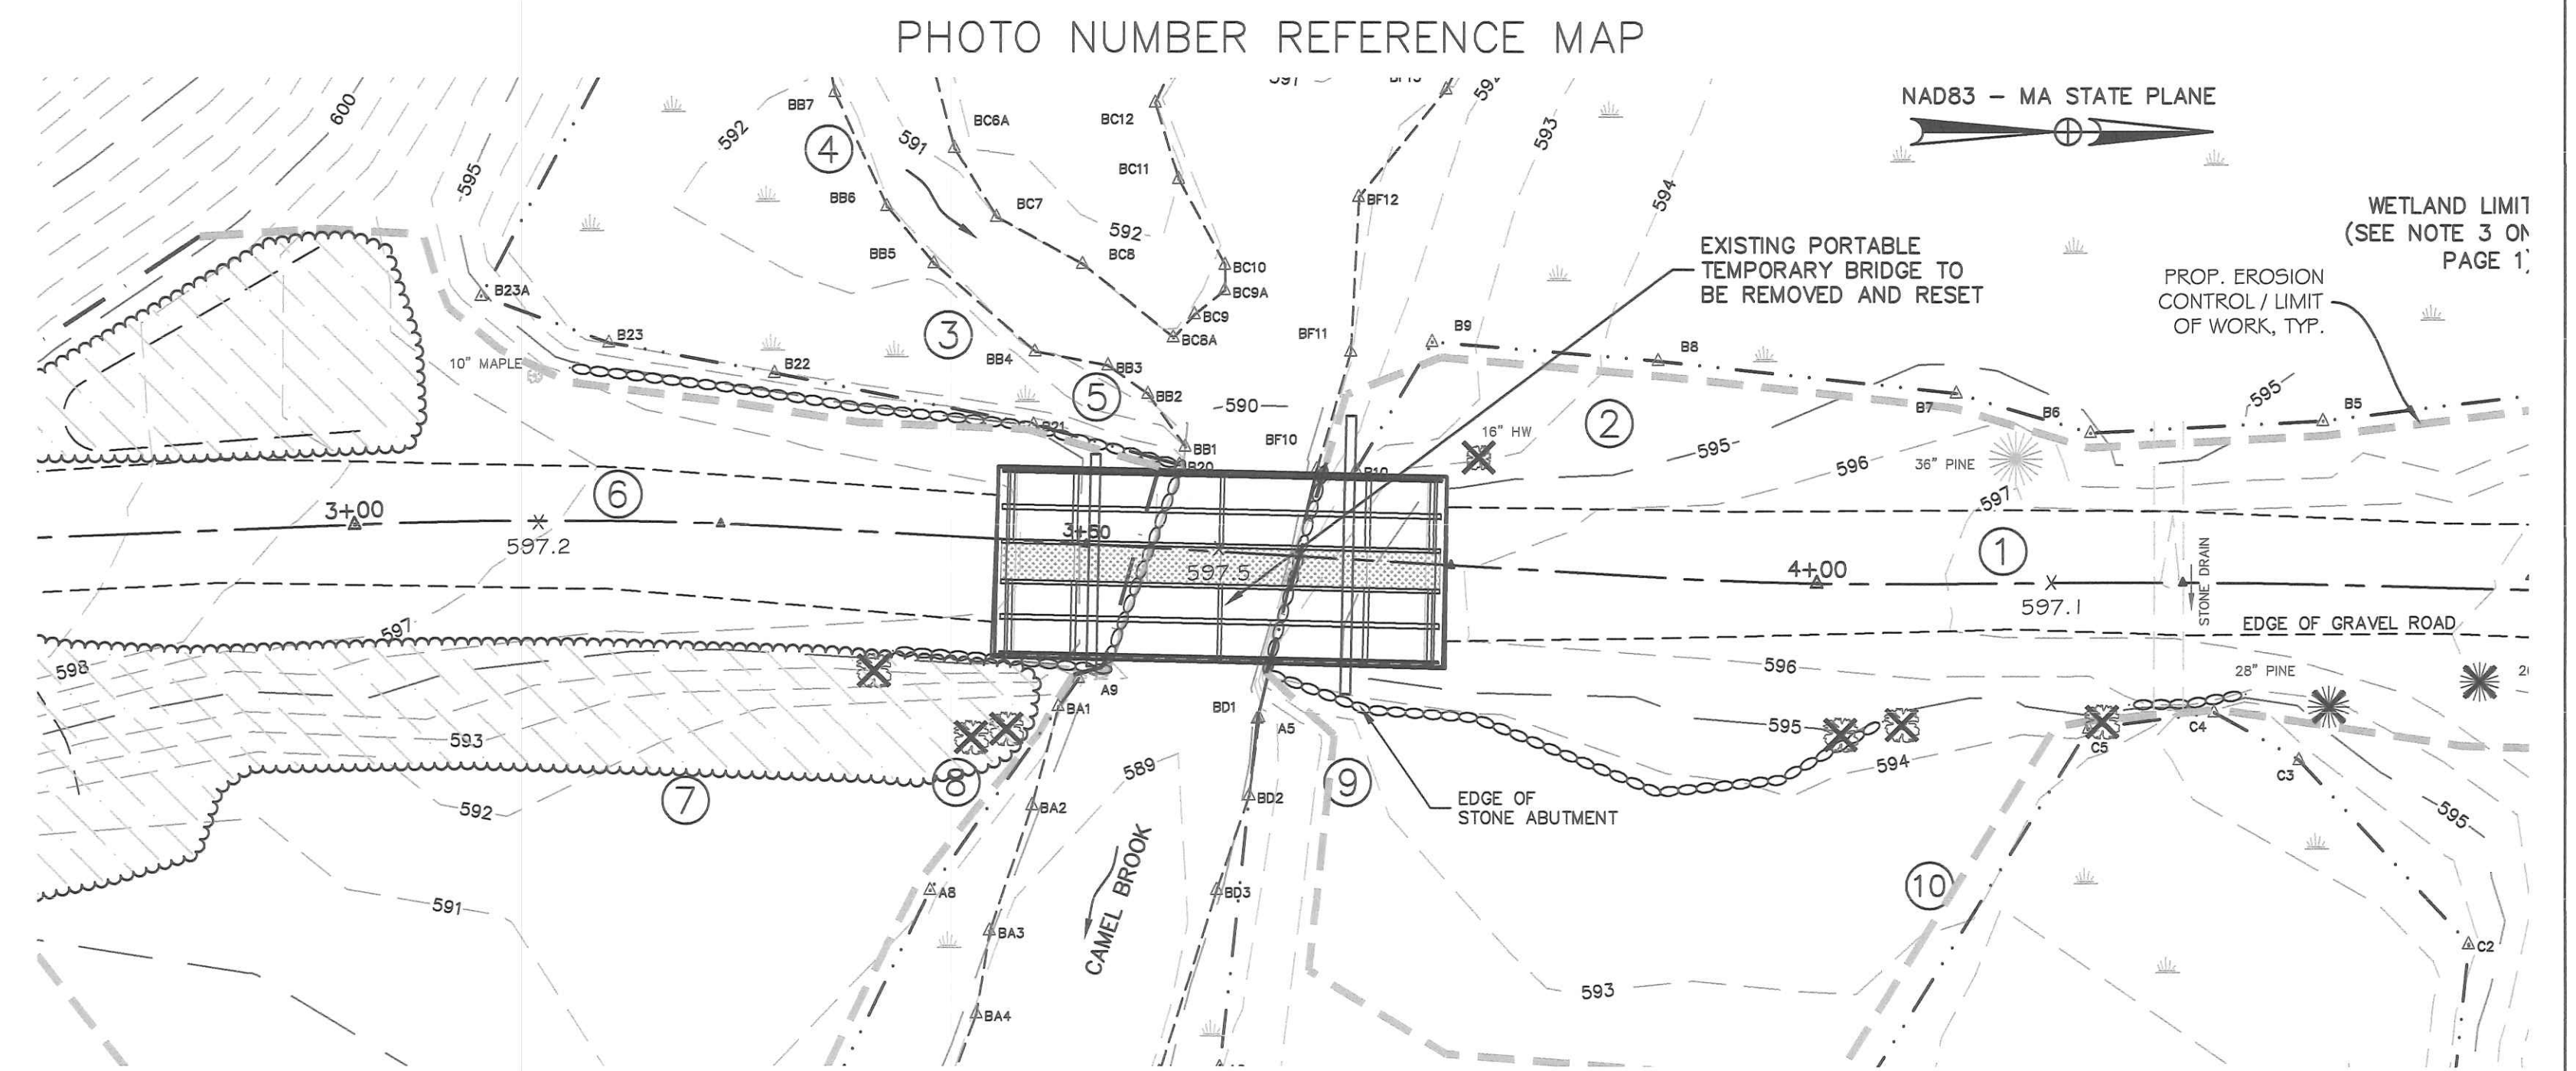 PHOTO NUMBER REFERENCE MAP
NAD83 – MA STATE PLANE
WETLAND LIMIT
(SEE NOTE 3 ON
PAGE 1)
PROP. EROSION
CONTROL / LIMIT
OF WORK, TYP.
EXISTING PORTABLE
TEMPORARY BRIDGE TO
BE REMOVED AND RESET
600
595
592
591
592
597
593
594
BB7
BC6A
BC12
4
BC11
BB6
BC7
BF12
BB5
BC8
BC10
BC9A
B23A
BC9
B23
3
BB4
BC8A
BF11
B9
B8
10" MAPLE
B22
BB3
5
BB2
590
B7
B6
595
B5
2
B21
BF10
16" HW
BB1
B20
B10
595
596
36" PINE
6
597
3+00
597.2
3+50
597.5
4+00
1
597.1
STONE DRAIN
EDGE OF GRAVEL ROAD
597
598
596
28" PINE
A9
BA1
BD1
A5
595
C5
C4
593
594
C3
592
7
8
589
9
BA2
BD2
EDGE OF
STONE ABUTMENT
595
591
A8
BA3
BD3
CAMEL BROOK
10
C2
593
BA4